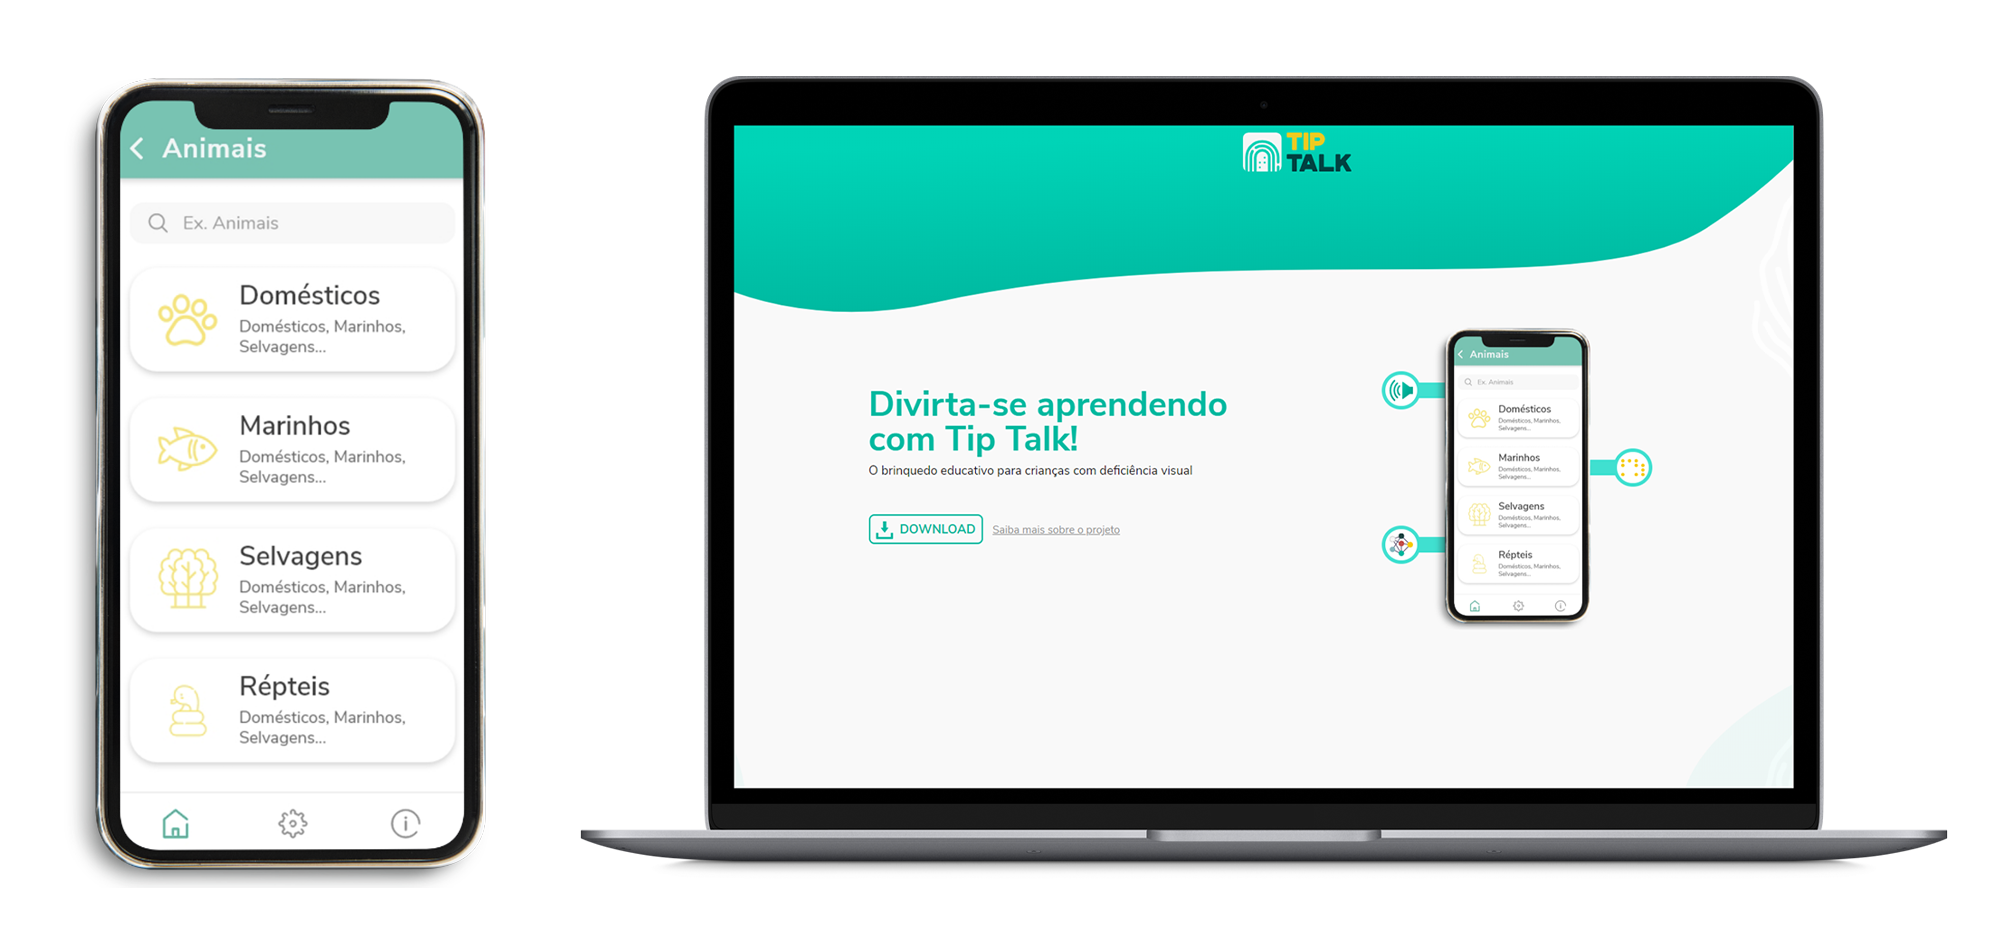 Animais
Ex. Animais
Domésticos
Domésticos, Marinhos,
Selvagens...
Marinhos
Domésticos, Marinhos,
Selvagens...
Selvagens
Domésticos, Marinhos,
Selvagens...
Répteis
Domésticos, Marinhos,
Selvagens...
TIP
TALK
Divirta-se aprendendo
com Tip Talk!
O brinquedo educativo para crianças com deficiência visual
DOWNLOAD
Saiba mais sobre o projeto
Animais
Ex. Animais
Domésticos
Domésticos, Marinhos,
Selvagens...
Marinhos
Domésticos, Marinhos,
Selvagens...
Selvagens
Domésticos, Marinhos,
Selvagens...
Répteis
Domésticos, Marinhos,
Selvagens...